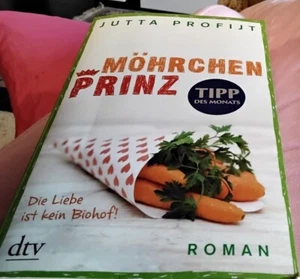 JUTTA PROFIJT
MÖHRCHEN
PRINZ
TIPP
DES MONATS
Die Liebe
ist kein Biohof!
dtv
ROMAN